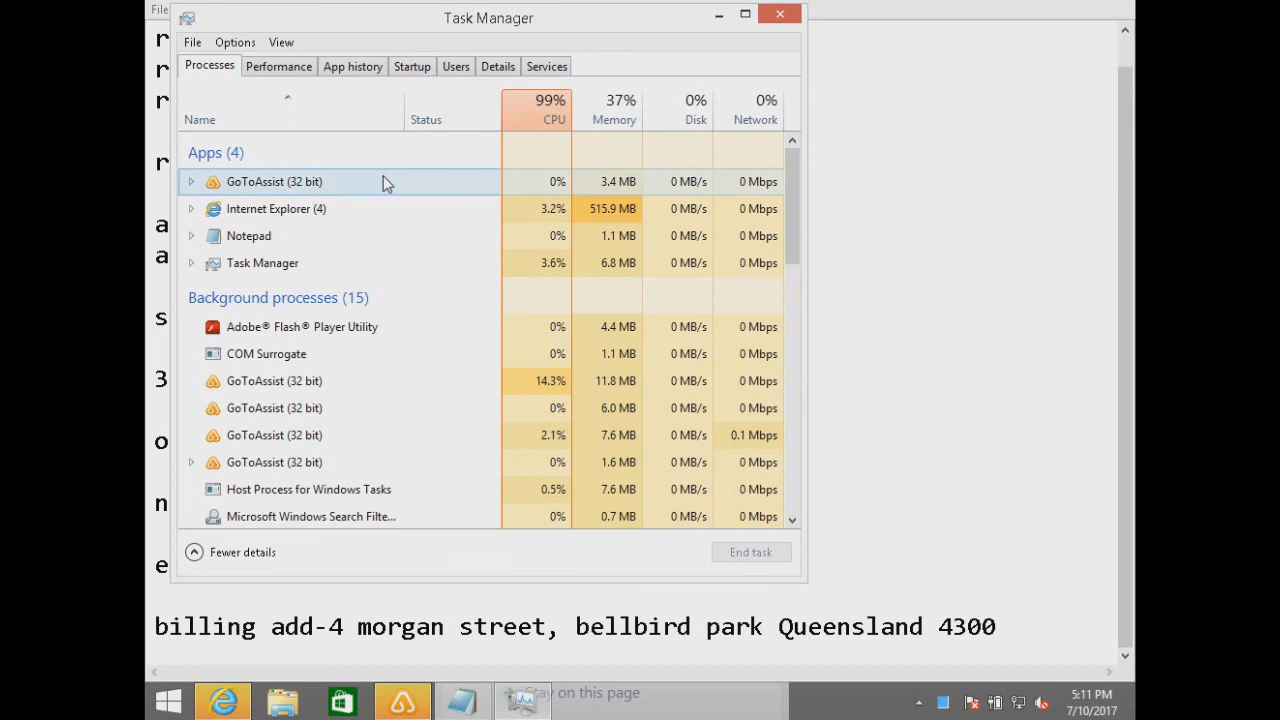 File
Task Manager
File Options View
Processes Performance App history Startup Users Details Services
99% 37% 0% 0%
Name Status CPU Memory Disk Network
Apps (4)
GoToAssist (32 bit) 0% 3.4 MB 0 MB/s 0 Mbps
Internet Explorer (4) 3.2% 515.9 MB 0 MB/s 0 Mbps
Notepad 0% 1.1 MB 0 MB/s 0 Mbps
Task Manager 3.6% 6.8 MB 0 MB/s 0 Mbps
Background processes (15)
Adobe® Flash® Player Utility 0% 4.4 MB 0 MB/s 0 Mbps
COM Surrogate 0% 1.1 MB 0 MB/s 0 Mbps
GoToAssist (32 bit) 14.3% 11.8 MB 0 MB/s 0 Mbps
GoToAssist (32 bit) 0% 6.0 MB 0 MB/s 0 Mbps
GoToAssist (32 bit) 2.1% 7.6 MB 0 MB/s 0.1 Mbps
GoToAssist (32 bit) 0% 1.6 MB 0 MB/s 0 Mbps
Host Process for Windows Tasks 0.5% 7.6 MB 0 MB/s 0 Mbps
Microsoft Windows Search Filte... 0% 0.7 MB 0 MB/s 0 Mbps
Fewer details End task
r
r
r
r
a
a
s
3
o
n
e
billing add-4 morgan street, bellbird park Queensland 4300
Stay on this page
5:11 PM
7/10/2017